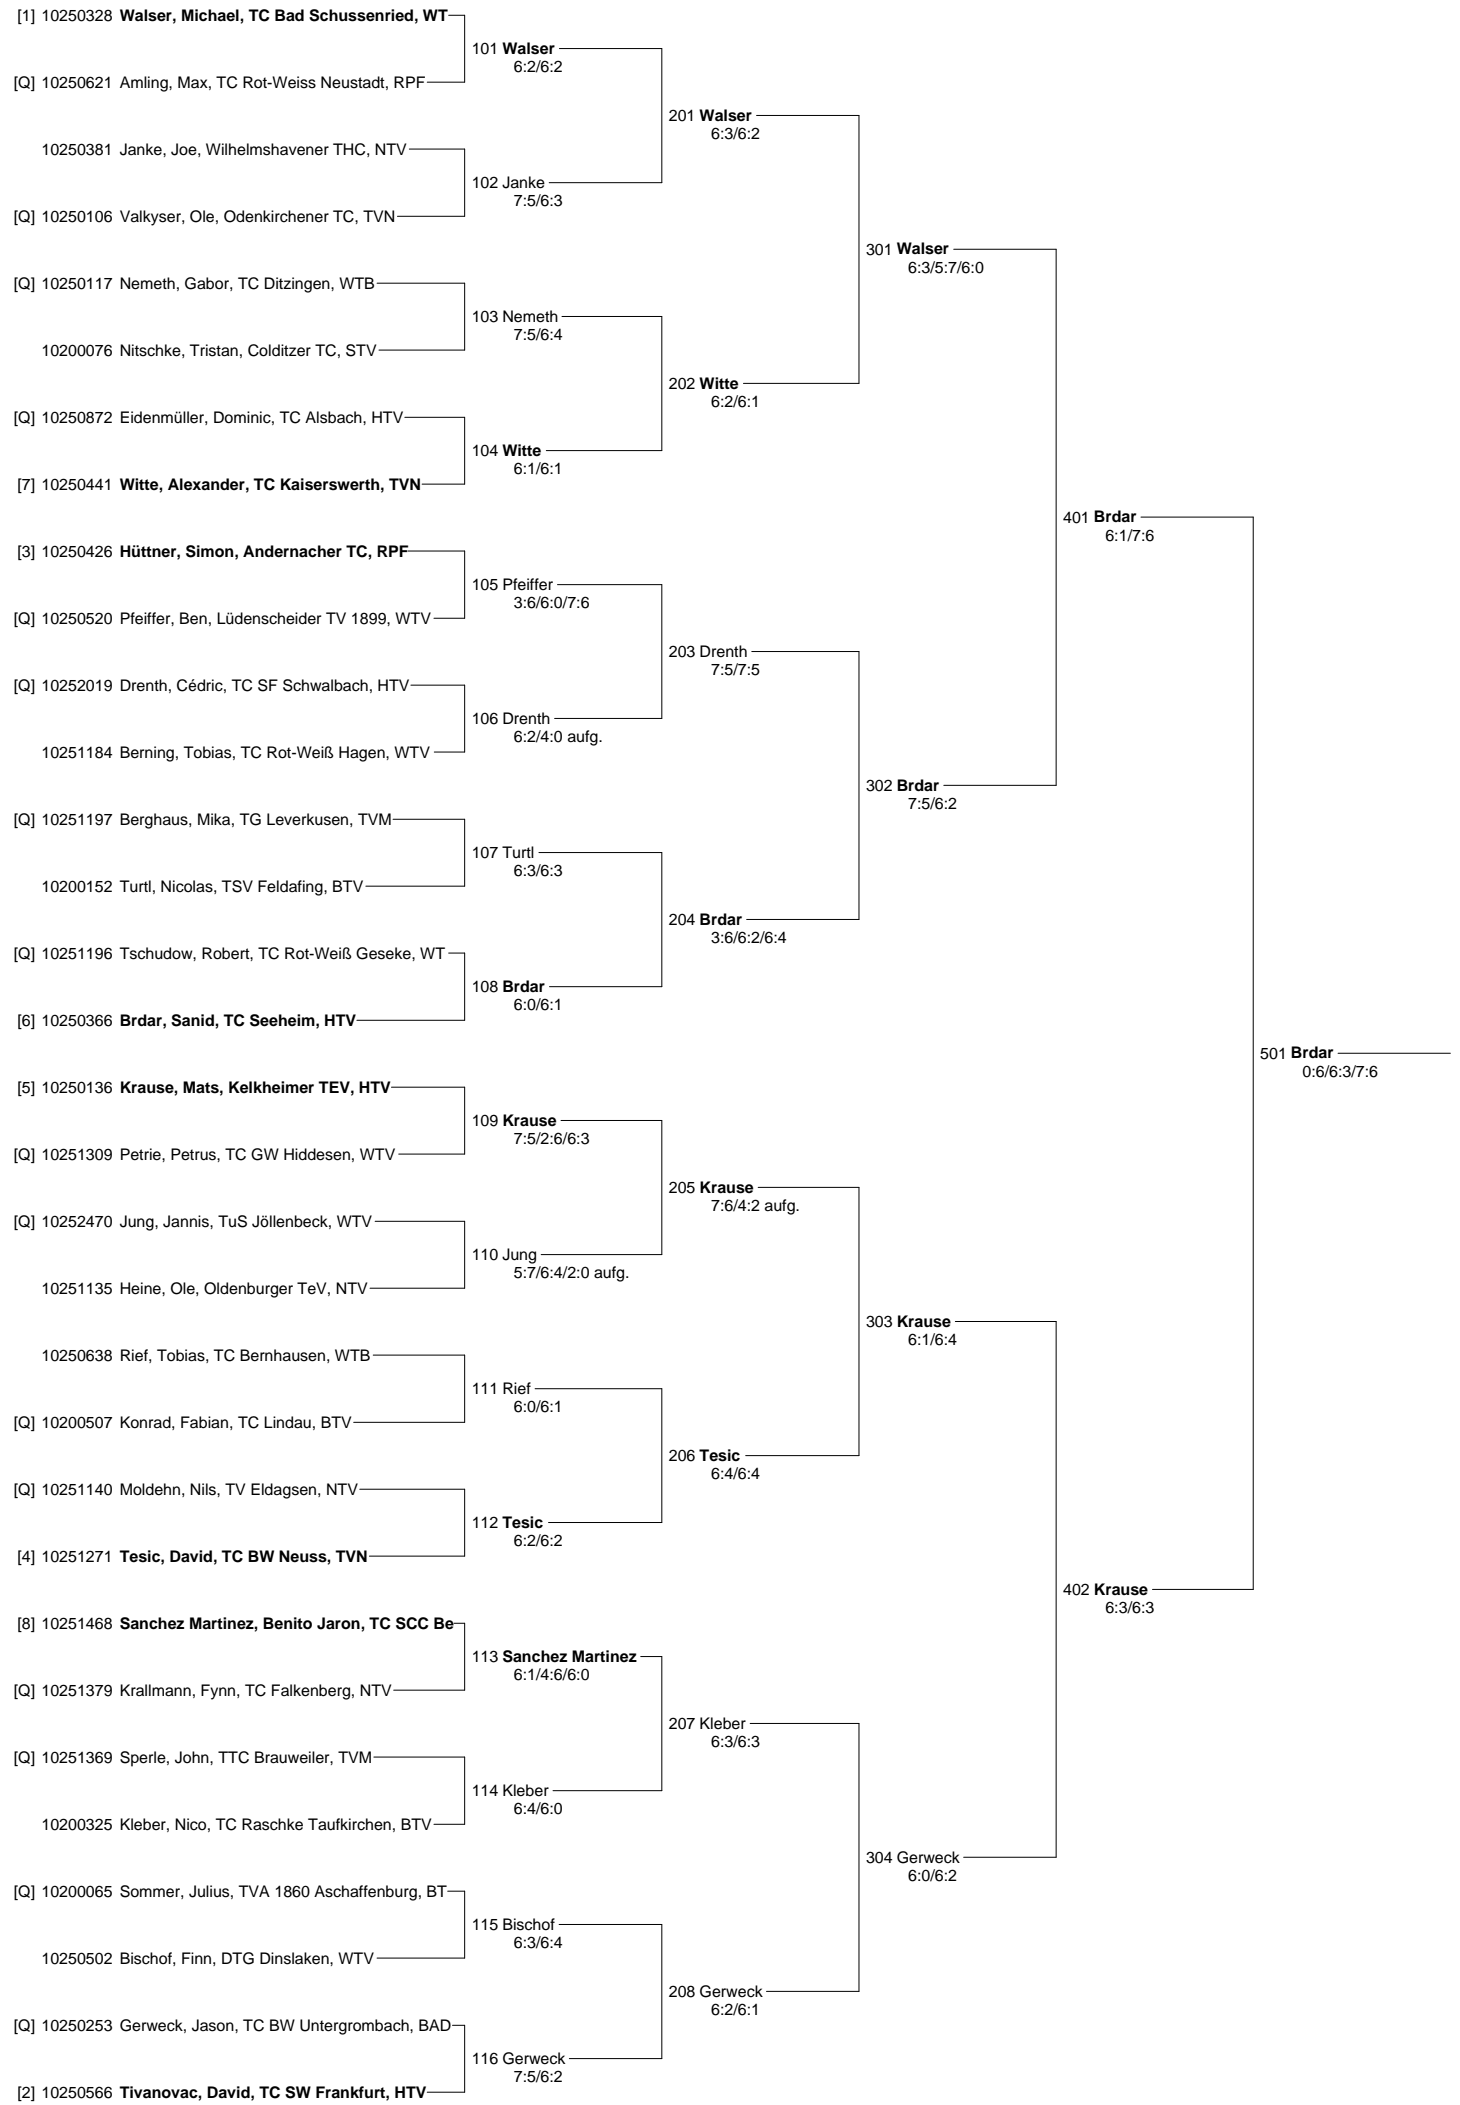 [1] 10250328 Walser, Michael, TC Bad Schussenried, WT
101 Walser
6:2/6:2
[Q] 10250621 Amling, Max, TC Rot-Weiss Neustadt, RPF
201 Walser
6:3/6:2
10250381 Janke, Joe, Wilhelmshavener THC, NTV
102 Janke
7:5/6:3
[Q] 10250106 Valkyser, Ole, Odenkirchener TC, TVN
301 Walser
6:3/5:7/6:0
[Q] 10250117 Nemeth, Gabor, TC Ditzingen, WTB
103 Nemeth
7:5/6:4
10200076 Nitschke, Tristan, Colditzer TC, STV
202 Witte
6:2/6:1
[Q] 10250872 Eidenmüller, Dominic, TC Alsbach, HTV
104 Witte
6:1/6:1
[7] 10250441 Witte, Alexander, TC Kaiserswerth, TVN
401 Brdar
6:1/7:6
[3] 10250426 Hüttner, Simon, Andernacher TC, RPF
105 Pfeiffer
3:6/6:0/7:6
[Q] 10250520 Pfeiffer, Ben, Lüdenscheider TV 1899, WTV
203 Drenth
7:5/7:5
[Q] 10252019 Drenth, Cédric, TC SF Schwalbach, HTV
106 Drenth
6:2/4:0 aufg.
10251184 Berning, Tobias, TC Rot-Weiß Hagen, WTV
302 Brdar
7:5/6:2
[Q] 10251197 Berghaus, Mika, TG Leverkusen, TVM
107 Turtl
6:3/6:3
10200152 Turtl, Nicolas, TSV Feldafing, BTV
204 Brdar
3:6/6:2/6:4
[Q] 10251196 Tschudow, Robert, TC Rot-Weiß Geseke, WT
108 Brdar
6:0/6:1
[6] 10250366 Brdar, Sanid, TC Seeheim, HTV
501 Brdar
0:6/6:3/7:6
[5] 10250136 Krause, Mats, Kelkheimer TEV, HTV
109 Krause
7:5/2:6/6:3
[Q] 10251309 Petrie, Petrus, TC GW Hiddesen, WTV
205 Krause
7:6/4:2 aufg.
[Q] 10252470 Jung, Jannis, TuS Jöllenbeck, WTV
110 Jung
5:7/6:4/2:0 aufg.
10251135 Heine, Ole, Oldenburger TeV, NTV
303 Krause
6:1/6:4
10250638 Rief, Tobias, TC Bernhausen, WTB
111 Rief
6:0/6:1
[Q] 10200507 Konrad, Fabian, TC Lindau, BTV
206 Tesic
6:4/6:4
[Q] 10251140 Moldehn, Nils, TV Eldagsen, NTV
112 Tesic
6:2/6:2
[4] 10251271 Tesic, David, TC BW Neuss, TVN
402 Krause
6:3/6:3
[8] 10251468 Sanchez Martinez, Benito Jaron, TC SCC Be
113 Sanchez Martinez
6:1/4:6/6:0
[Q] 10251379 Krallmann, Fynn, TC Falkenberg, NTV
207 Kleber
6:3/6:3
[Q] 10251369 Sperle, John, TTC Brauweiler, TVM
114 Kleber
6:4/6:0
10200325 Kleber, Nico, TC Raschke Taufkirchen, BTV
304 Gerweck
6:0/6:2
[Q] 10200065 Sommer, Julius, TVA 1860 Aschaffenburg, BT
115 Bischof
6:3/6:4
10250502 Bischof, Finn, DTG Dinslaken, WTV
208 Gerweck
6:2/6:1
[Q] 10250253 Gerweck, Jason, TC BW Untergrombach, BAD
116 Gerweck
7:5/6:2
[2] 10250566 Tivanovac, David, TC SW Frankfurt, HTV